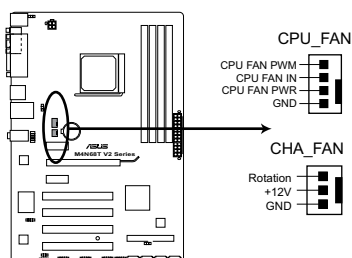 CPU_FAN
CPU FAN PWM
CPU FAN IN
CPU FAN PWR
GND
CHA_FAN
Rotation
+12V
GND
ASUS
M4N68T V2 Series